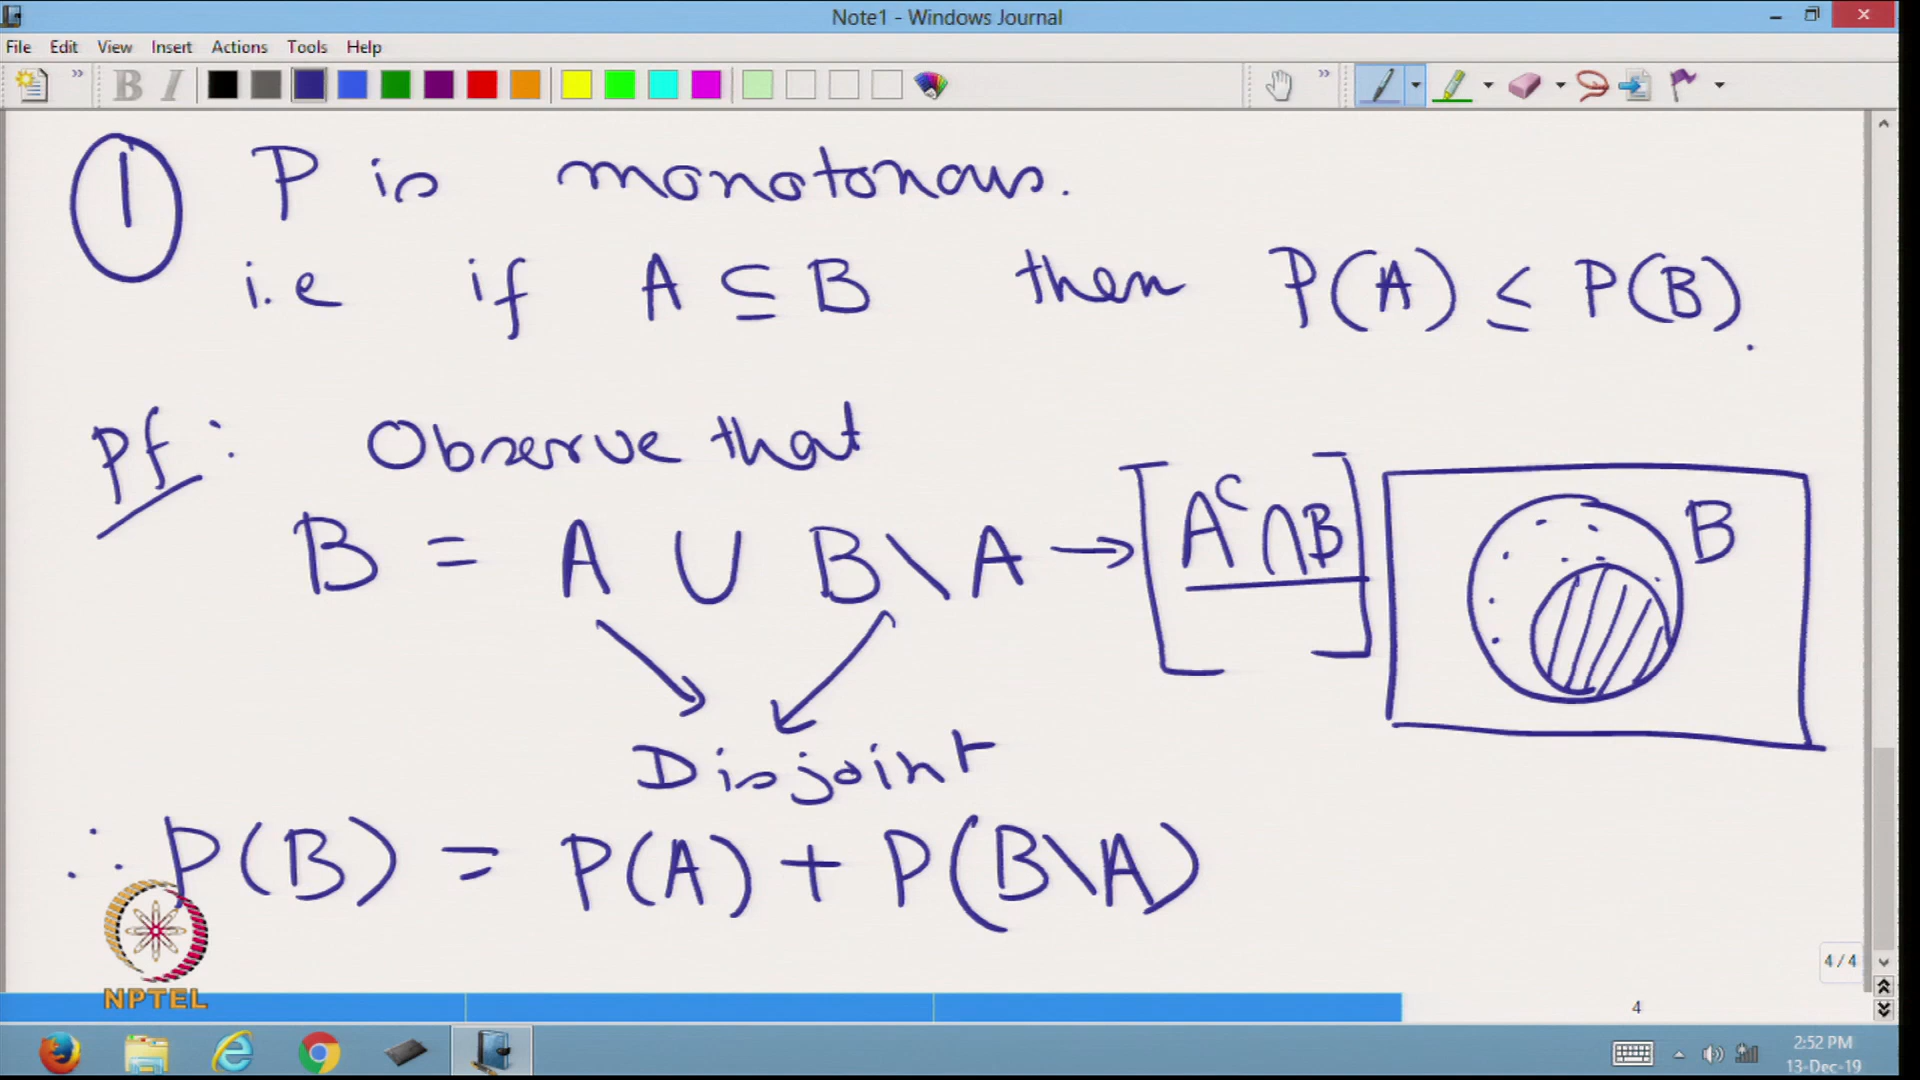 Note1 - Windows Journal
File Edit View Insert Actions Tools Help
B I
① P is monotonous.
i.e if A ⊆ B then P(A) ≤ P(B).
Pf: Observe that
B = A ∪ B\A → [A^c ∩ B]
B
Disjoint
∴ P(B) = P(A) + P(B\A)
4 / 4
NPTEL
4
2:52 PM
13-Dec-19